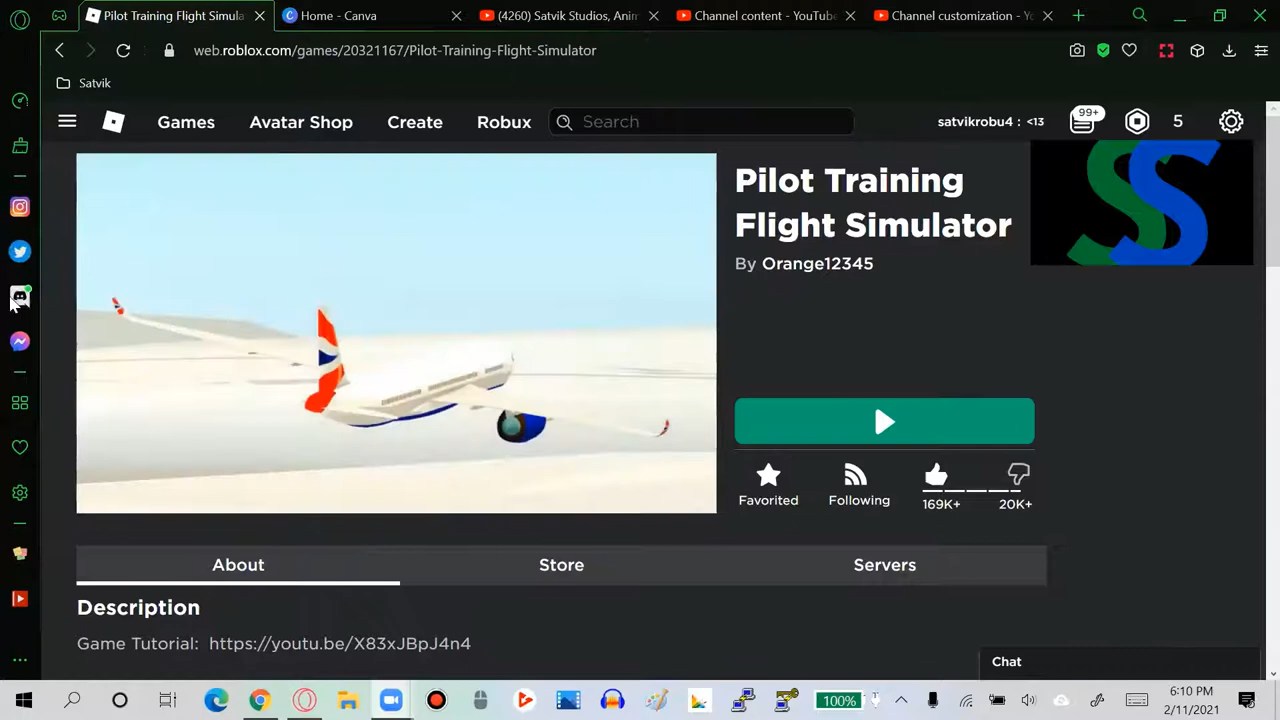 Pilot Training Flight Simula
Home - Canva
(4260) Satvik Studios, Anim
Channel content - YouTube
Channel customization - Yo
web.roblox.com/games/20321167/Pilot-Training-Flight-Simulator
Satvik
Games
Avatar Shop
Create
Robux
Search
satvikrobu4 : <13
99+
5
Pilot Training
Flight Simulator
By Orange12345
SS
Favorited
Following
169K+
20K+
About
Store
Servers
Description
Game Tutorial: https://youtu.be/X83xJBpJ4n4
Chat
100%
6:10 PM
2/11/2021